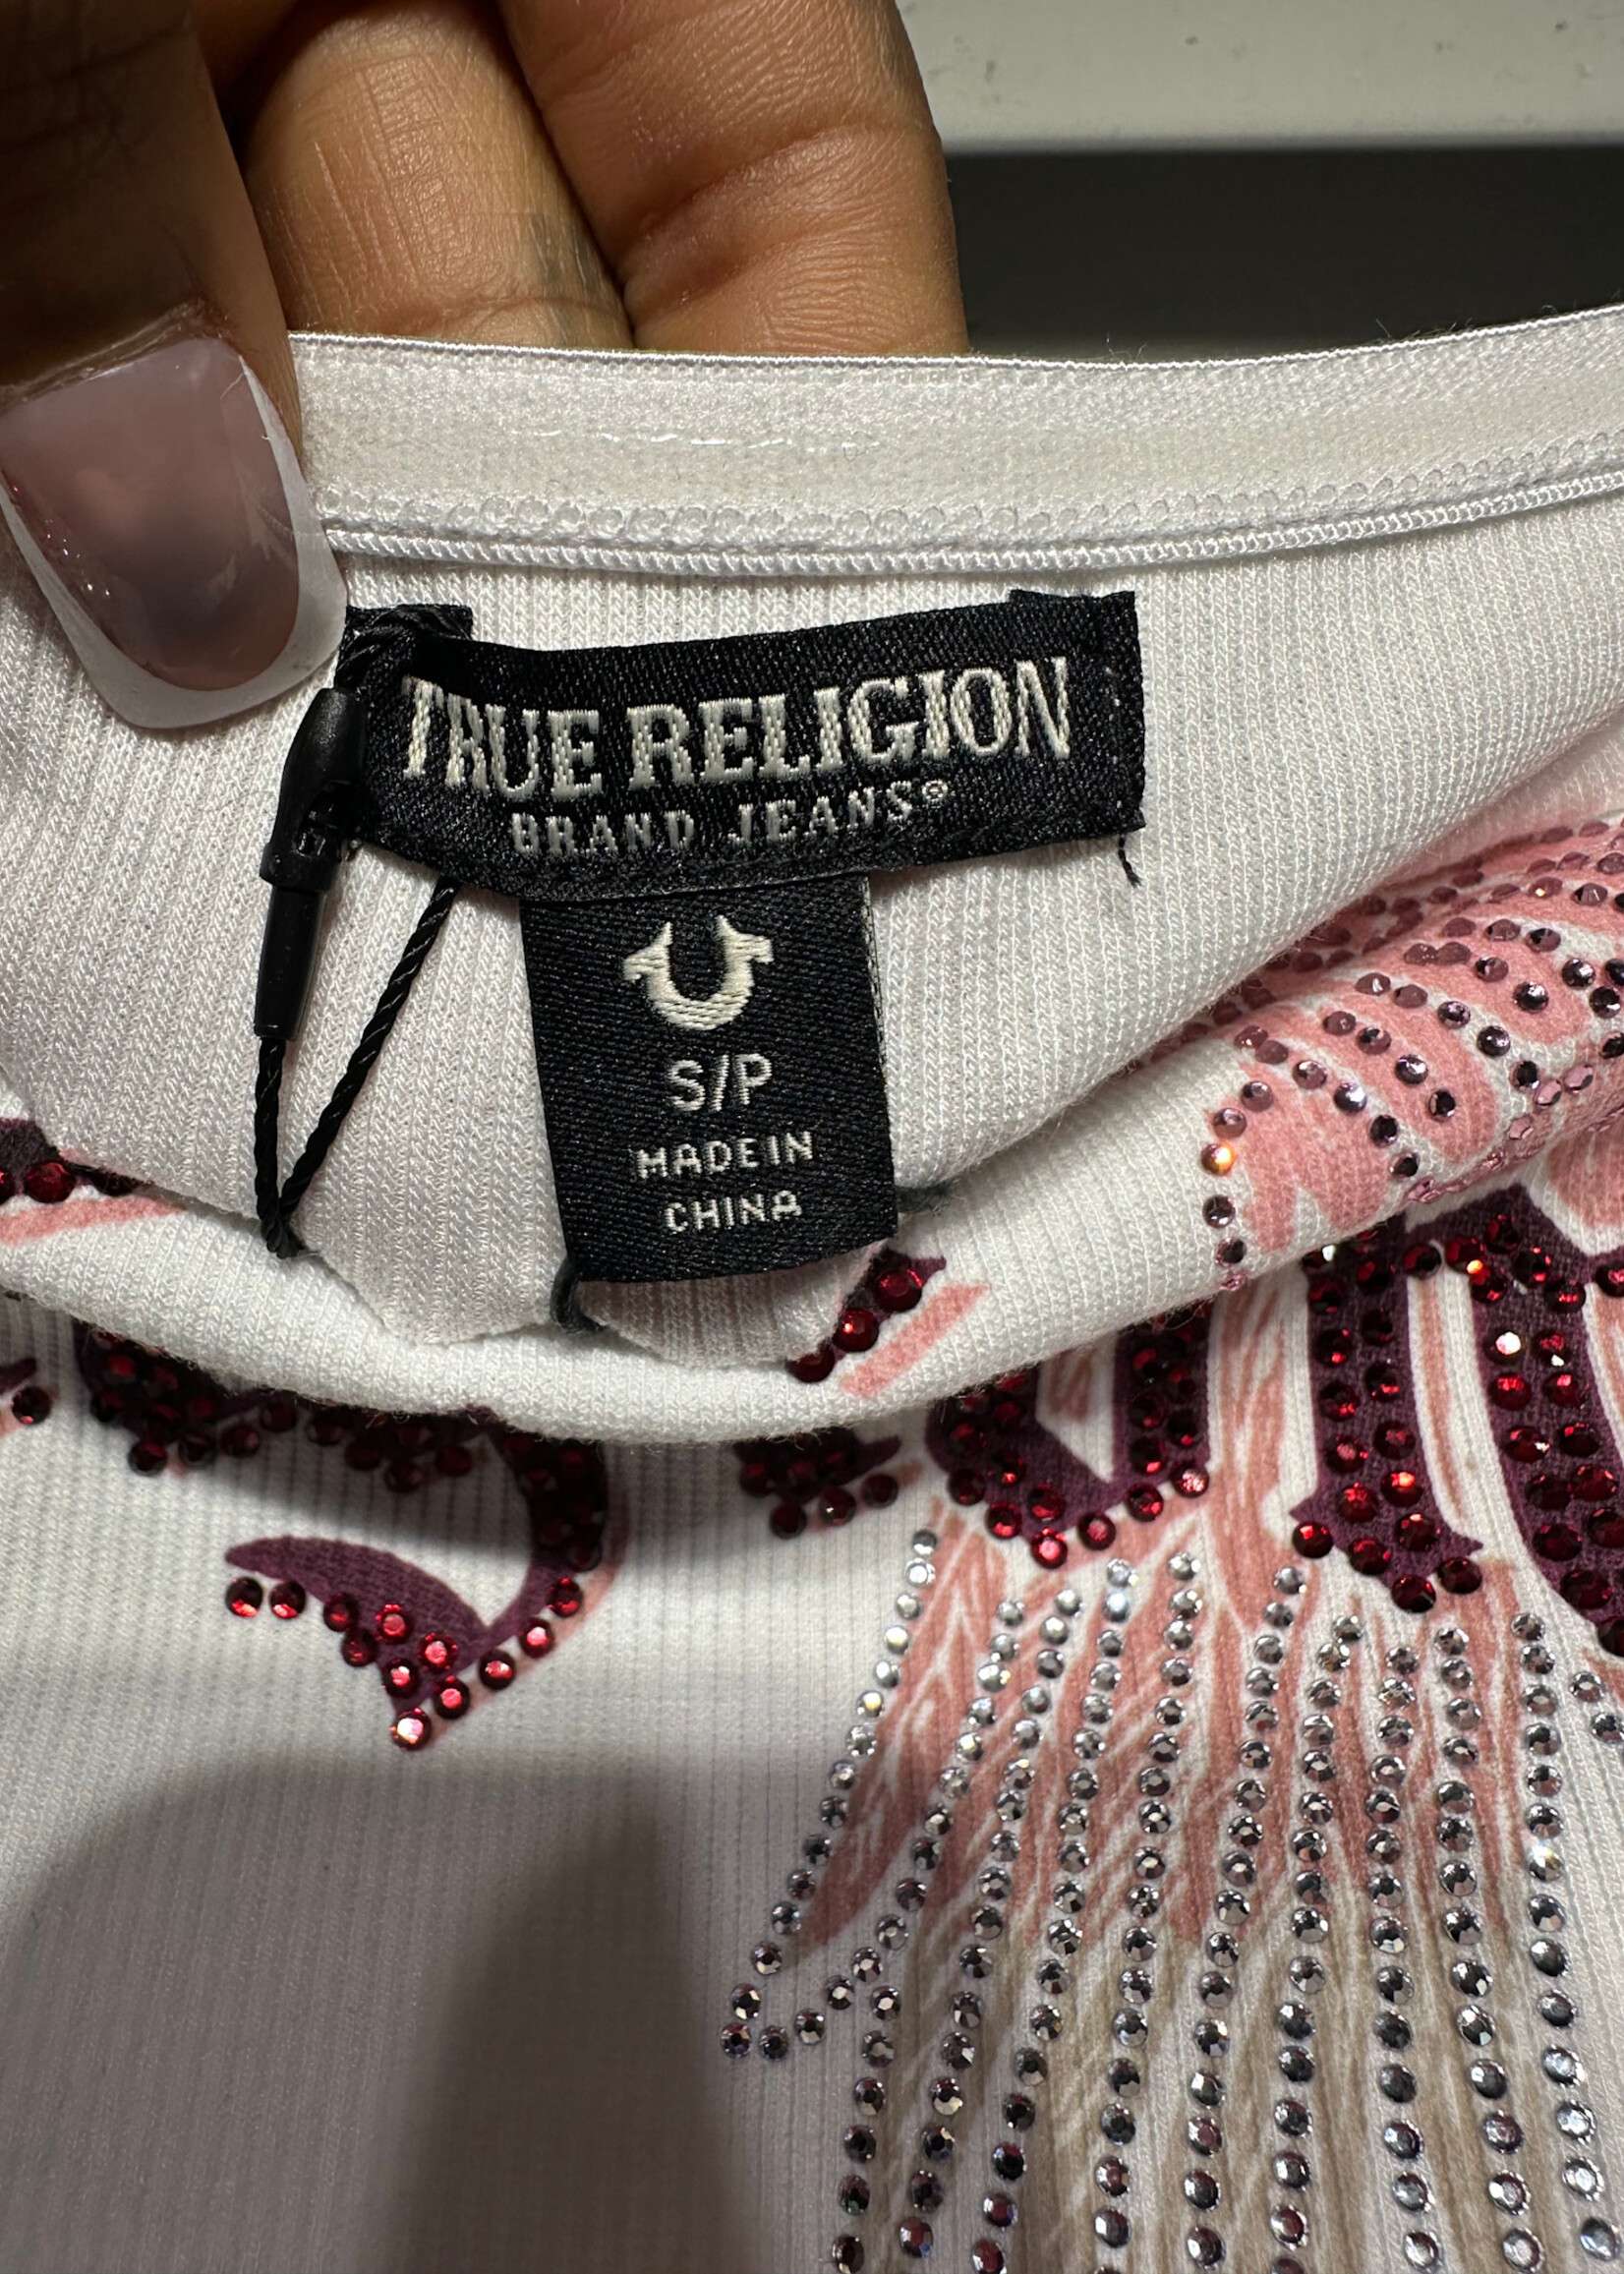 TRUE RELIGION
BRAND JEANS®
S/P
MADE IN
CHINA